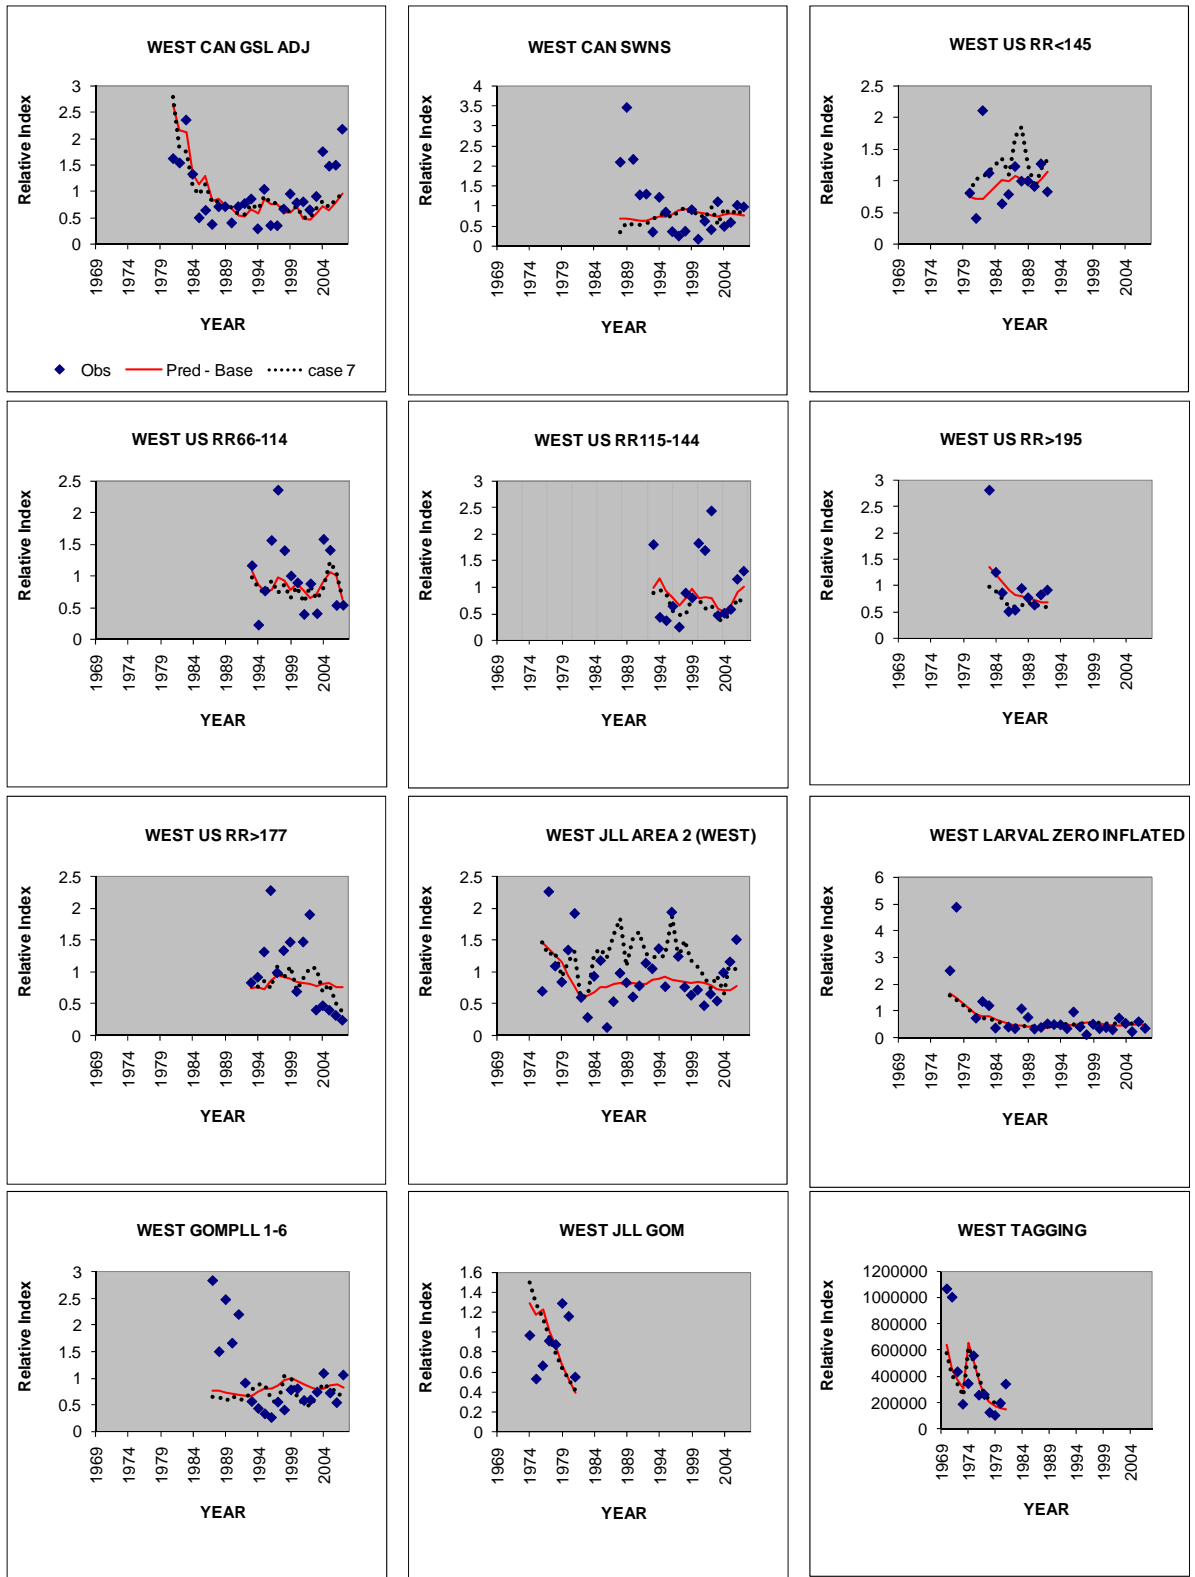 WEST CAN GSL ADJ
Relative Index
3
2.5
2
1.5
1
0.5
0
1969 1974 1979 1984 1989 1994 1999 2004
YEAR
Obs Pred - Base case 7
WEST CAN SWNS
Relative Index
4
3.5
3
2.5
2
1.5
1
0.5
0
1969 1974 1979 1984 1989 1994 1999 2004
YEAR
WEST US RR<145
Relative Index
2.5
2
1.5
1
0.5
0
1969 1974 1979 1984 1989 1994 1999 2004
YEAR
WEST US RR66-114
Relative Index
2.5
2
1.5
1
0.5
0
1969 1974 1979 1984 1989 1994 1999 2004
YEAR
WEST US RR115-144
Relative Index
3
2.5
2
1.5
1
0.5
0
1969 1974 1979 1984 1989 1994 1999 2004
YEAR
WEST US RR>195
Relative Index
3
2.5
2
1.5
1
0.5
0
1969 1974 1979 1984 1989 1994 1999 2004
YEAR
WEST US RR>177
Relative Index
2.5
2
1.5
1
0.5
0
1969 1974 1979 1984 1989 1994 1999 2004
YEAR
WEST JLL AREA 2 (WEST)
Relative Index
2.5
2
1.5
1
0.5
0
1969 1974 1979 1984 1989 1994 1999 2004
YEAR
WEST LARVAL ZERO INFLATED
Relative Index
6
5
4
3
2
1
0
1969 1974 1979 1984 1989 1994 1999 2004
YEAR
WEST GOMPLL 1-6
Relative Index
3
2.5
2
1.5
1
0.5
0
1969 1974 1979 1984 1989 1994 1999 2004
YEAR
WEST JLL GOM
Relative Index
1.6
1.4
1.2
1
0.8
0.6
0.4
0.2
0
1969 1974 1979 1984 1989 1994 1999 2004
YEAR
WEST TAGGING
Relative Index
1200000
1000000
800000
600000
400000
200000
0
1969 1974 1979 1984 1989 1994 1999 2004
YEAR